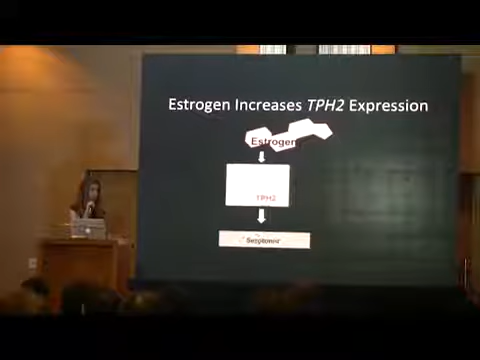 Estrogen Increases TPH2 Expression
Estrogen
TPH2
Serotonin